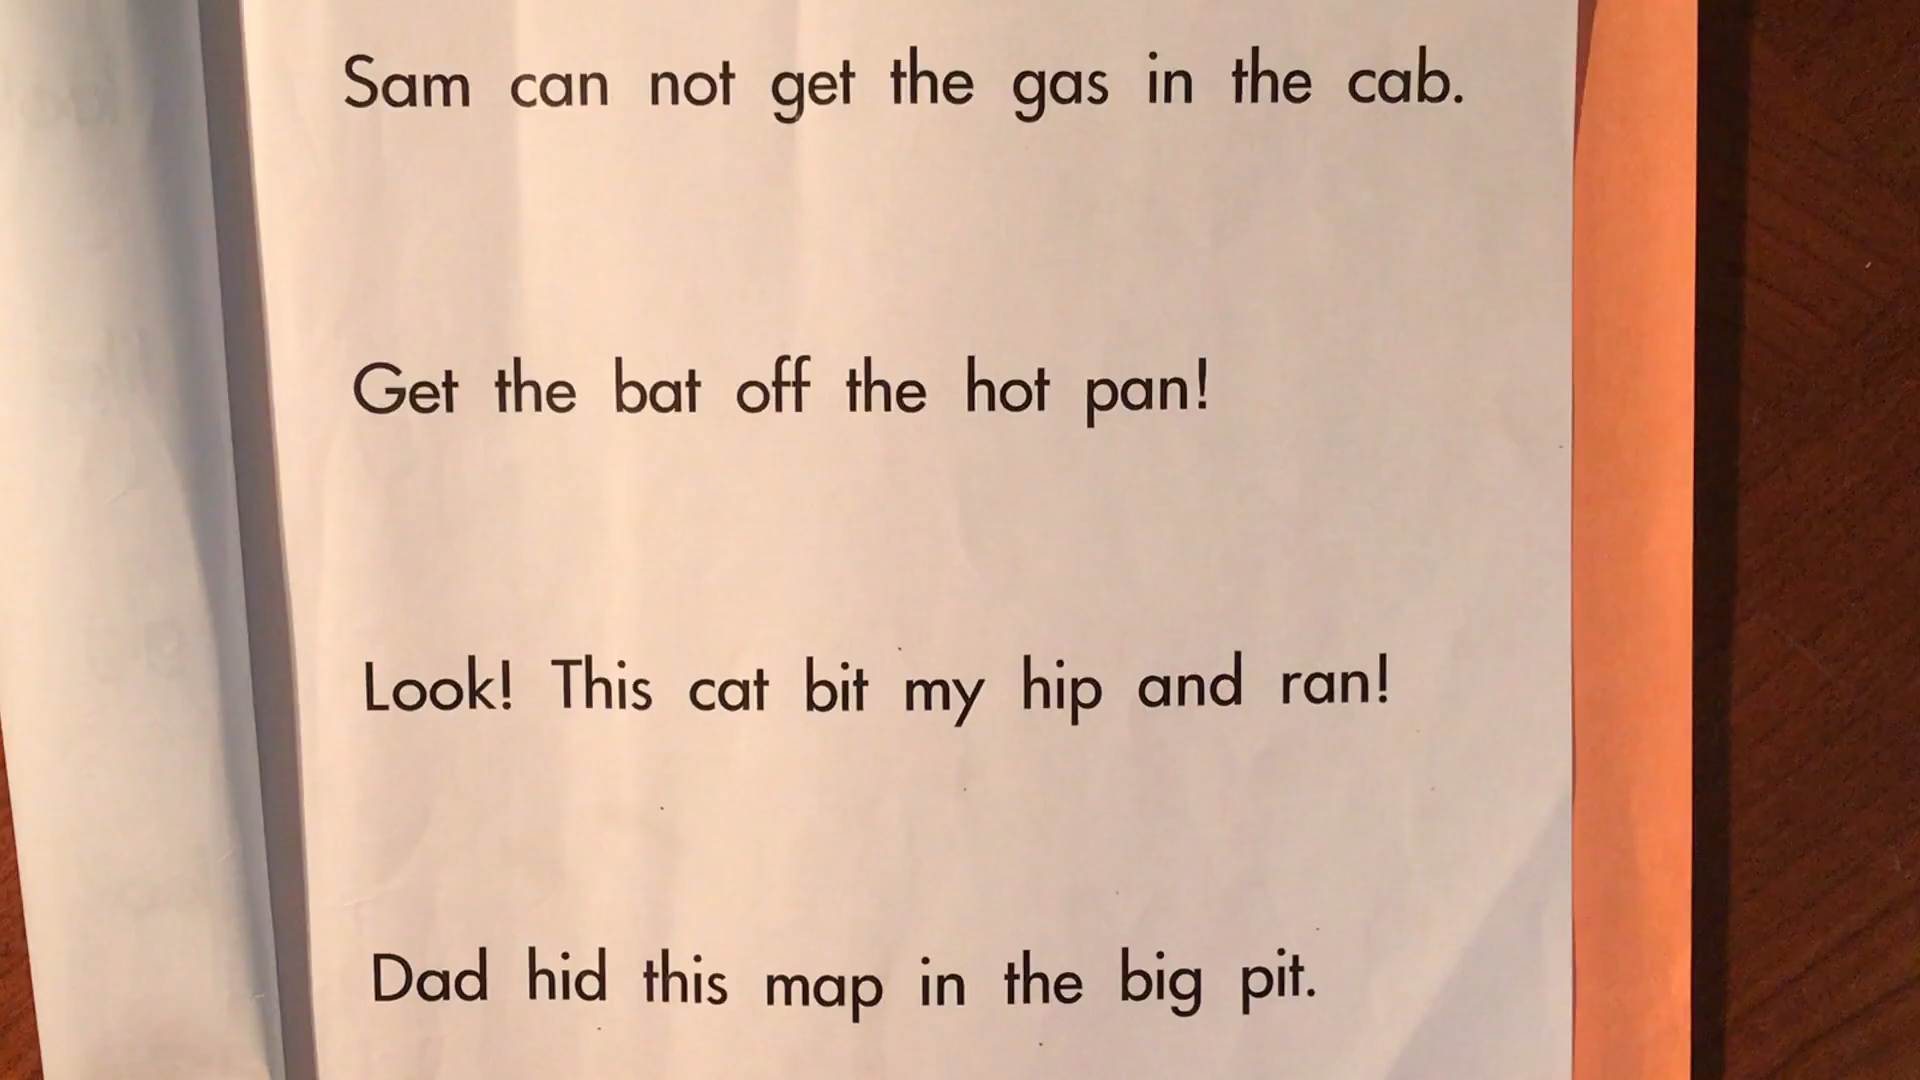 Sam can not get the gas in the cab.
Get the bat off the hot pan!
Look! This cat bit my hip and ran!
Dad hid this map in the big pit.